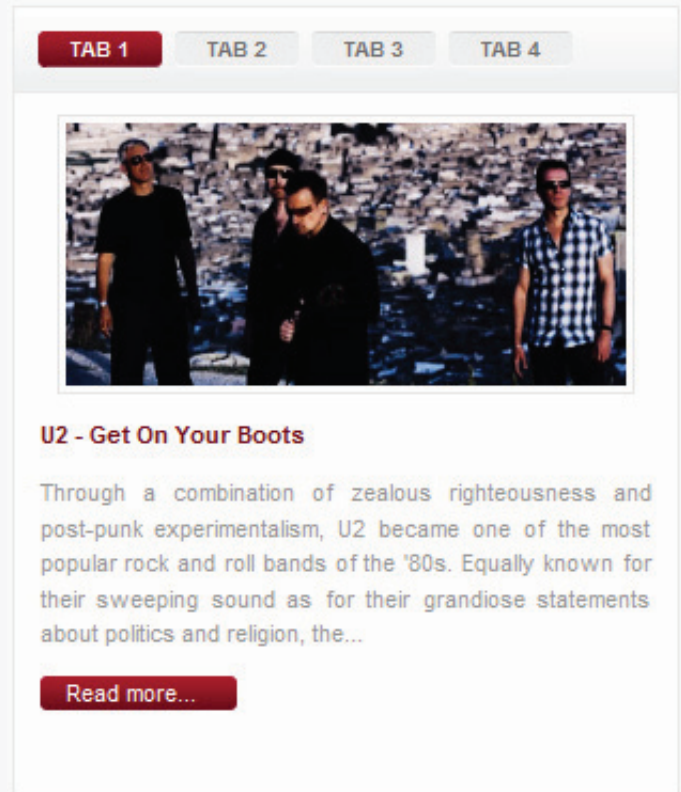 TAB 1 TAB 2 TAB 3 TAB 4
U2 - Get On Your Boots
Through a combination of zealous righteousness and
post-punk experimentalism, U2 became one of the most
popular rock and roll bands of the '80s. Equally known for
their sweeping sound as for their grandiose statements
about politics and religion, the...
Read more...